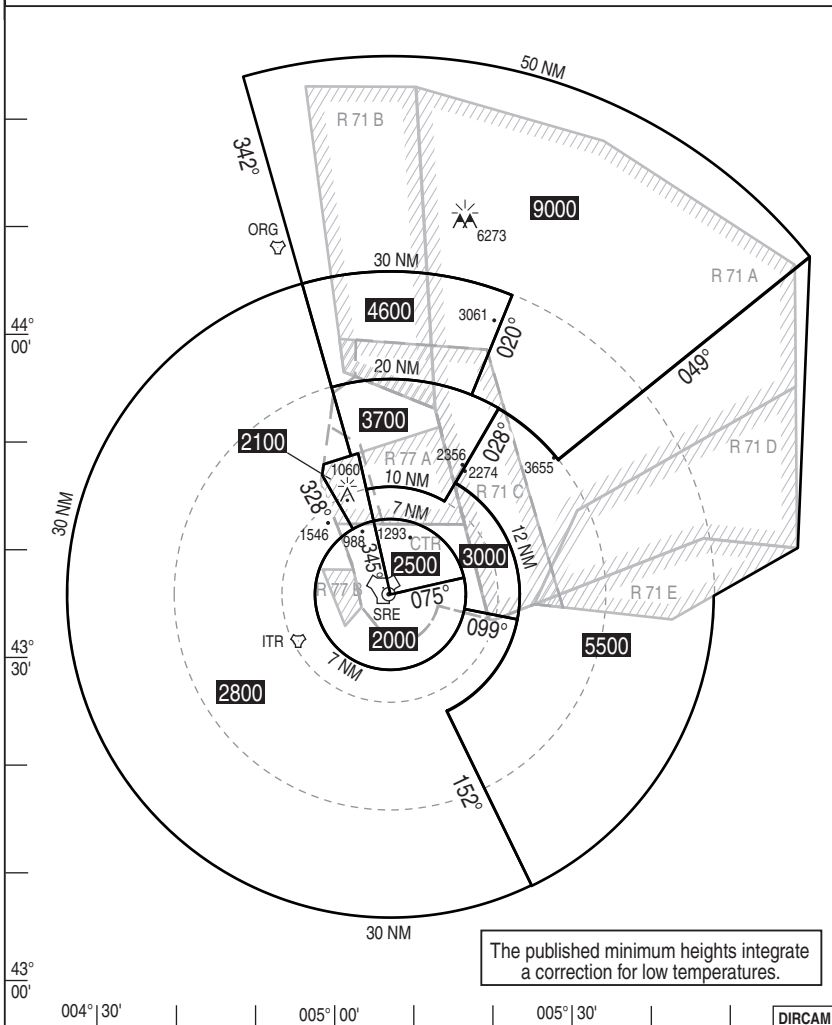 50 NM
R 71 B
342°
9000
6273
ORG
30 NM
R 71 A
4600
3061
020°
44°
00'
20 NM
049°
3700
2100
028°
R 77 A
2356
2274
3655
R 71 D
1060
10 NM
R 71 C
328°
30 NM
7 NM
12 NM
1546
988
1293
345°
CTR
2500
3000
R 77 B
075°
R 71 E
SRE
099°
ITR
2000
5500
43°
30'
7 NM
2800
152°
30 NM
The published minimum heights integrate
a correction for low temperatures.
43°
00'
004° 30'
005° 00'
005° 30'
DIRCAM